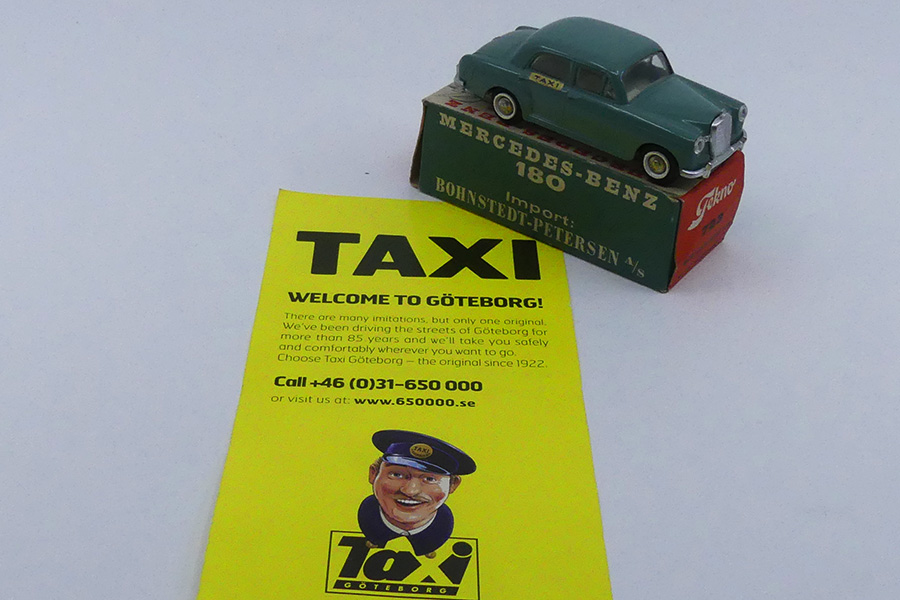 TAXI
MERCEDES-BENZ
180
Import:
BOHNSTEDT-PETERSEN A/S
Tekno
TAXI
WELCOME TO GÖTEBORG!
There are many imitations, but only one original.
We've been driving the streets of Göteborg for
more than 85 years and we'll take you safely
and comfortably wherever you want to go.
Choose Taxi Göteborg – the original since 1922.
Call +46 (0)31-650 000
or visit us at: www.650000.se
TAXI
Taxi
GÖTEBORG